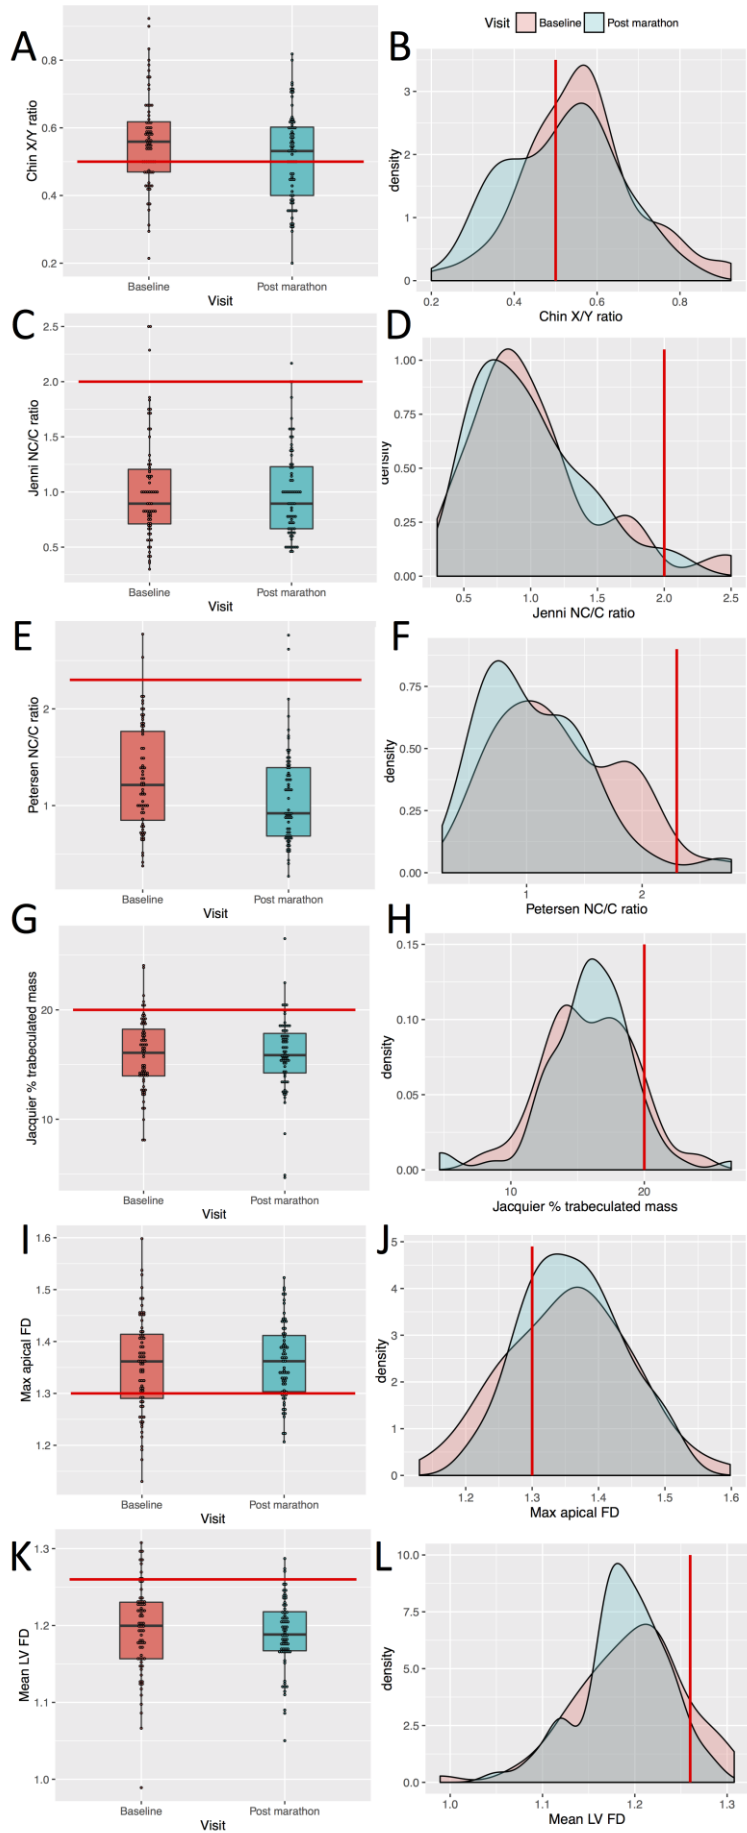 A
Chin X/Y ratio
0.8
0.6
0.4
0.2
Baseline
Post marathon
Visit
Visit Baseline Post marathon
B
density
3
2
1
0
0.2 0.4 0.6 0.8
Chin X/Y ratio
C
Jenni NC/C ratio
2.5
2.0
1.5
1.0
0.5
Baseline
Post marathon
Visit
D
density
1.00
0.75
0.50
0.25
0.00
0.5 1.0 1.5 2.0 2.5
Jenni NC/C ratio
E
Petersen NC/C ratio
2
1
Baseline
Post marathon
Visit
F
density
0.75
0.50
0.25
0.00
1 2
Petersen NC/C ratio
G
Jacquier % trabeculated mass
20
10
Baseline
Post marathon
Visit
H
density
0.15
0.10
0.05
0.00
10 20
Jacquier % trabeculated mass
I
Max apical FD
1.6
1.5
1.4
1.3
1.2
Baseline
Post marathon
Visit
J
density
5
4
3
2
1
0
1.2 1.3 1.4 1.5 1.6
Max apical FD
K
Mean LV FD
1.3
1.2
1.1
1.0
Baseline
Post marathon
Visit
L
density
10.0
7.5
5.0
2.5
0.0
1.0 1.1 1.2 1.3
Mean LV FD